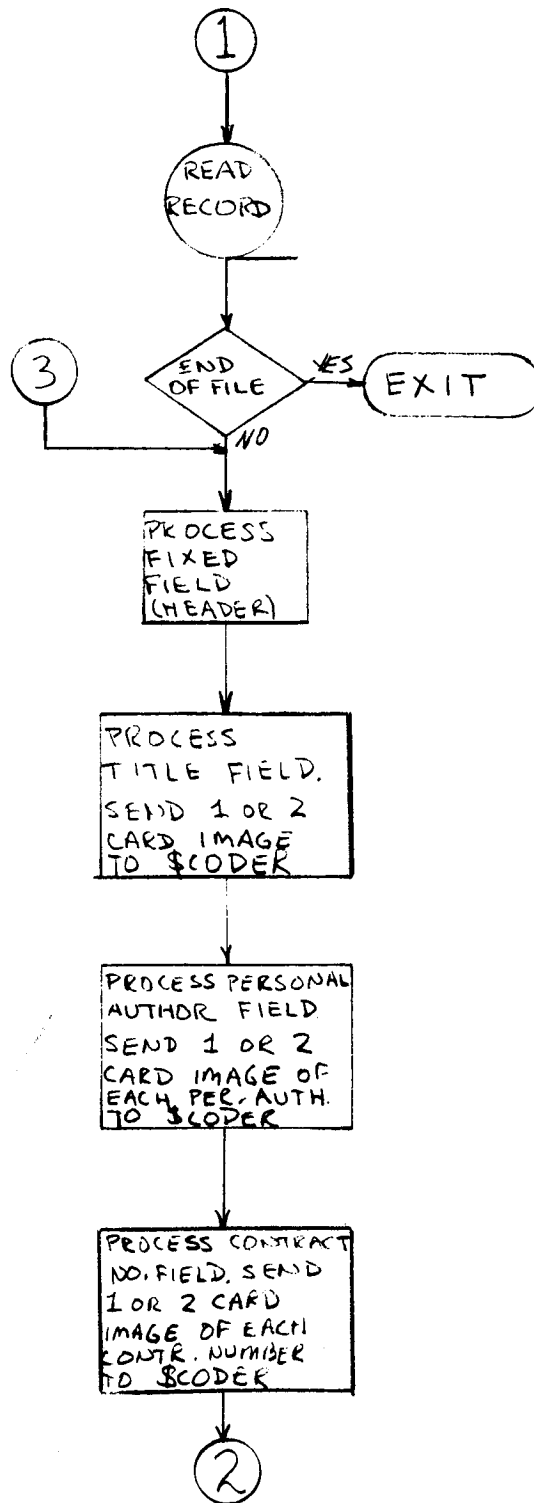 1
READ
RECORD
END
OF FILE
YES
EXIT
3
NO
PROCESS
FIXED
FIELD
(HEADER)
PROCESS
TITLE FIELD.
SEND 1 OR 2
CARD IMAGE
TO $CODER
PROCESS PERSONAL
AUTHOR FIELD
SEND 1 OR 2
CARD IMAGE OF
EACH PER. AUTH.
TO $CODER
PROCESS CONTRACT
NO. FIELD. SEND
1 OR 2 CARD
IMAGE OF EACH
CONTR. NUMBER
TO $CODER
2